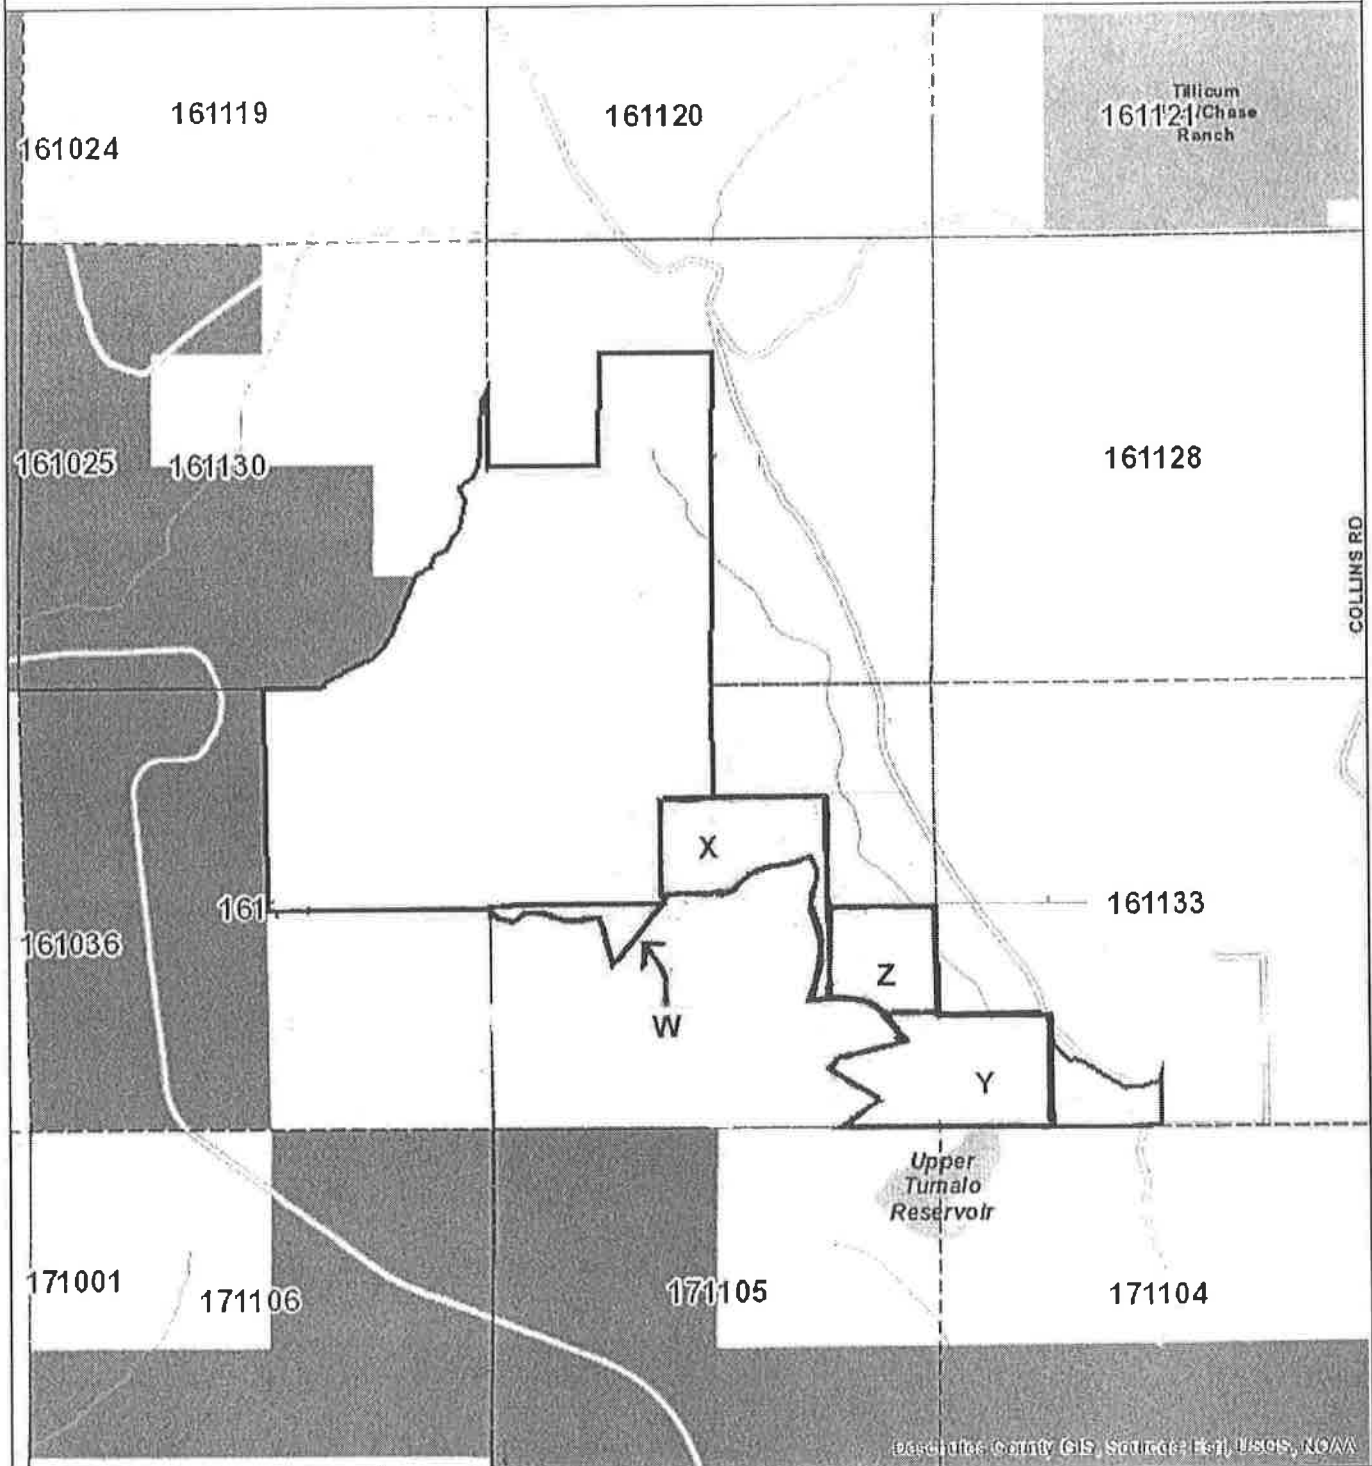 161119
161120
Tillicum
161121/Chase
Ranch
161024
161025
161130
161128
COLLINS RD
X
161
161133
161036
Z
W
Y
Upper
Tumalo
Reservoir
171001
171106
171105
171104
Deschutes County GIS, Sources: Esri, USGS, NOAA